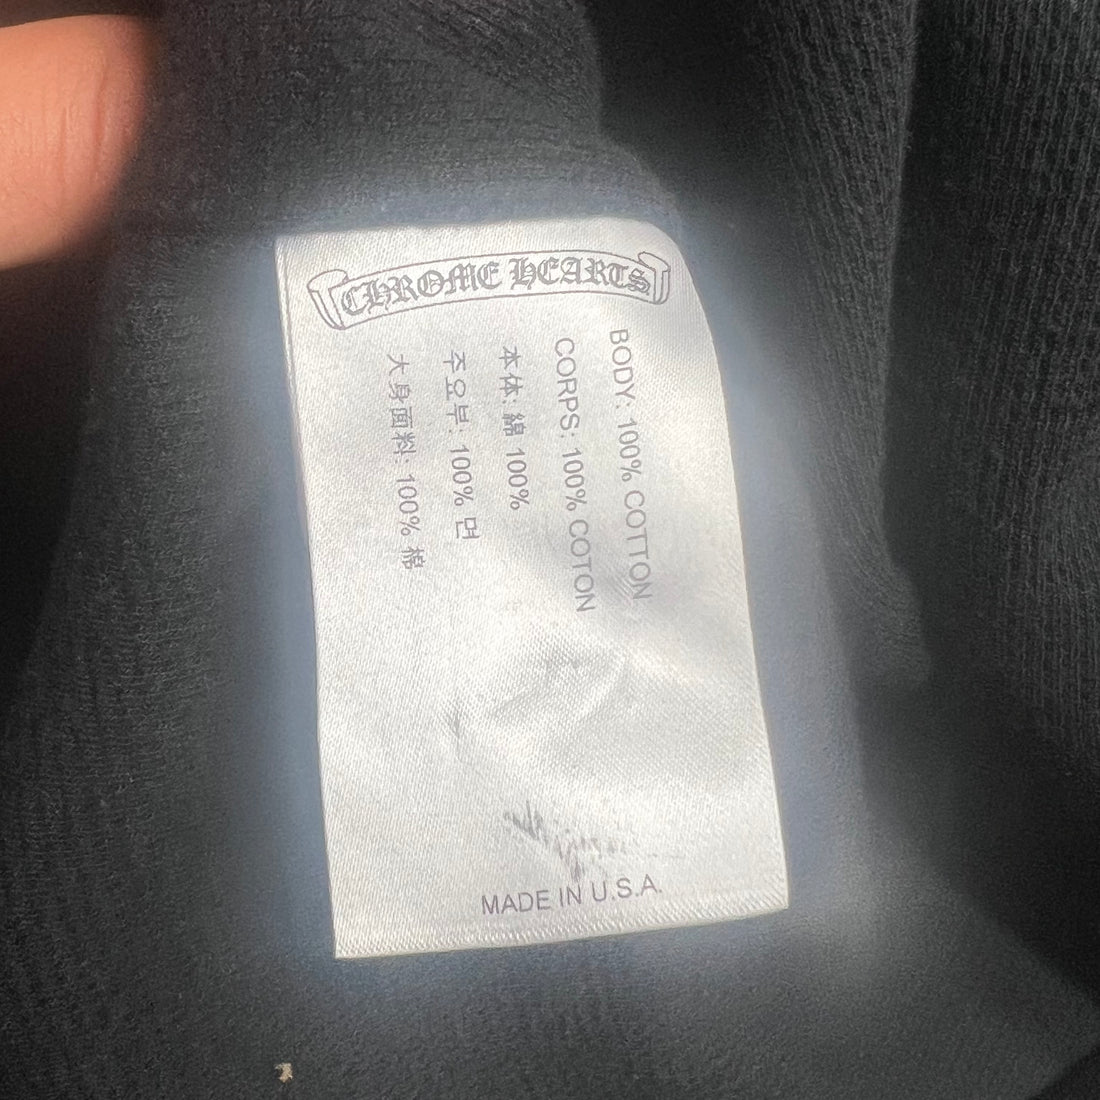 CHROME HEARTS
BODY: 100% COTTON
CORPS: 100% COTON
本体: 綿 100%
주요부: 100% 면
大身面料: 100% 棉
MADE IN U.S.A.